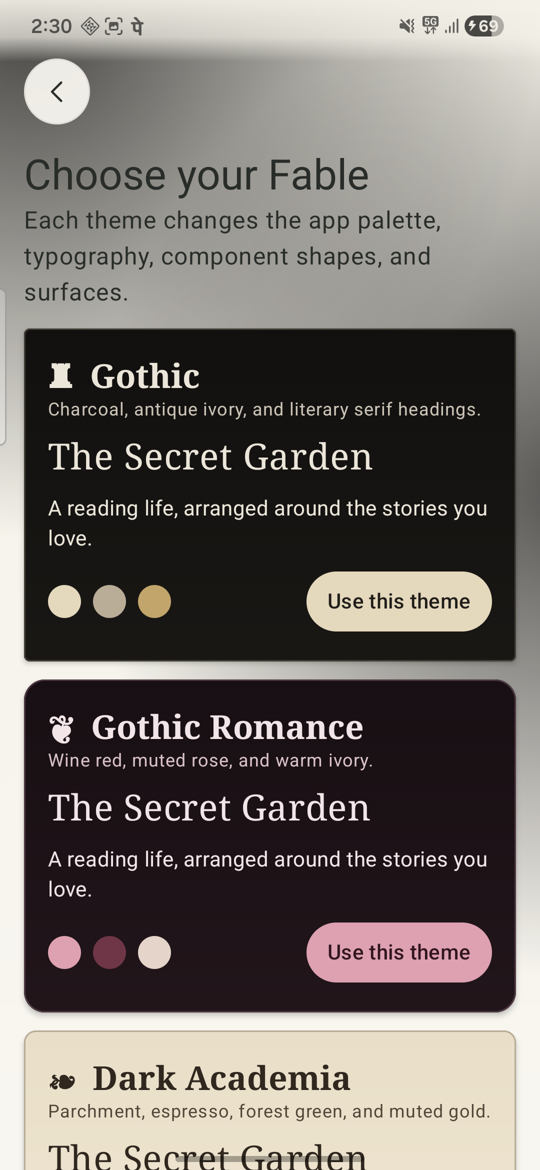 2:30 पे 5G 69
Choose your Fable
Each theme changes the app palette,
typography, component shapes, and
surfaces.
Gothic
Charcoal, antique ivory, and literary serif headings.
The Secret Garden
A reading life, arranged around the stories you
love.
Use this theme
Gothic Romance
Wine red, muted rose, and warm ivory.
The Secret Garden
A reading life, arranged around the stories you
love.
Use this theme
Dark Academia
Parchment, espresso, forest green, and muted gold.
The Secret Garden